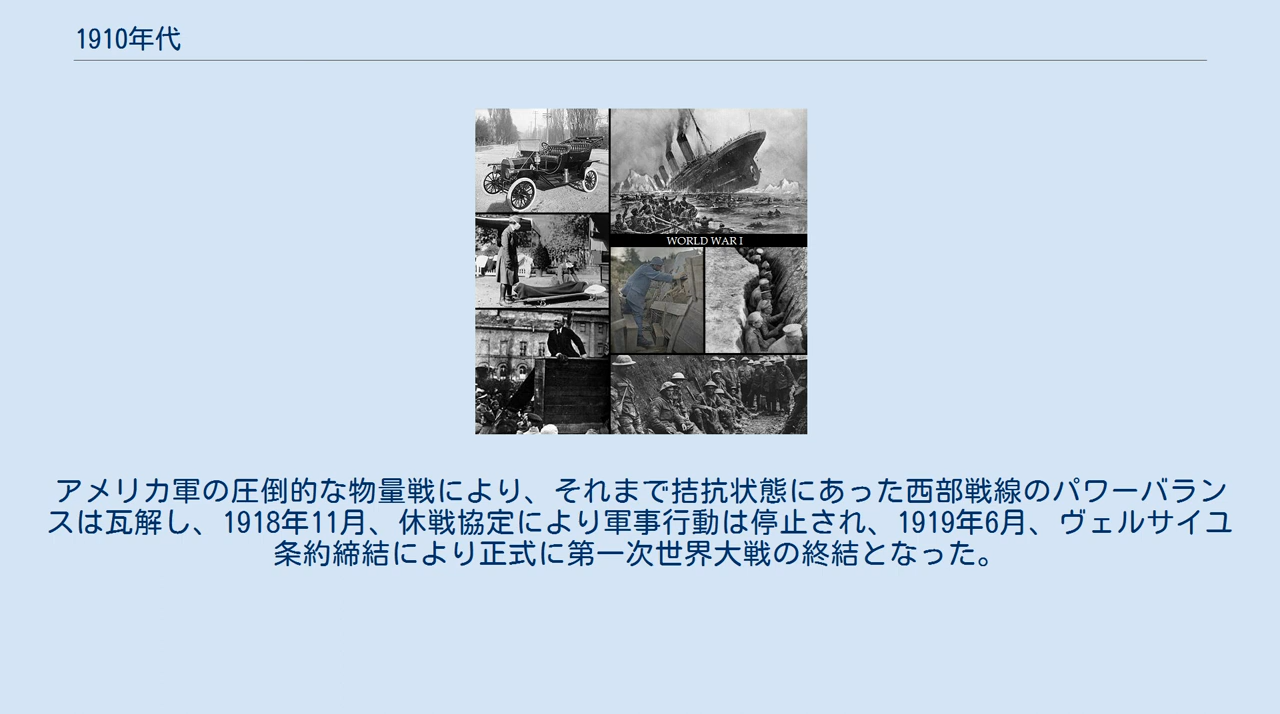 1910年代
WORLD WAR I
アメリカ軍の圧倒的な物量戦により、それまで拮抗状態にあった西部戦線のパワーバラン
スは瓦解し、1918年11月、休戦協定により軍事行動は停止され、1919年6月、ヴェルサイユ
条約締結により正式に第一次世界大戦の終結となった。